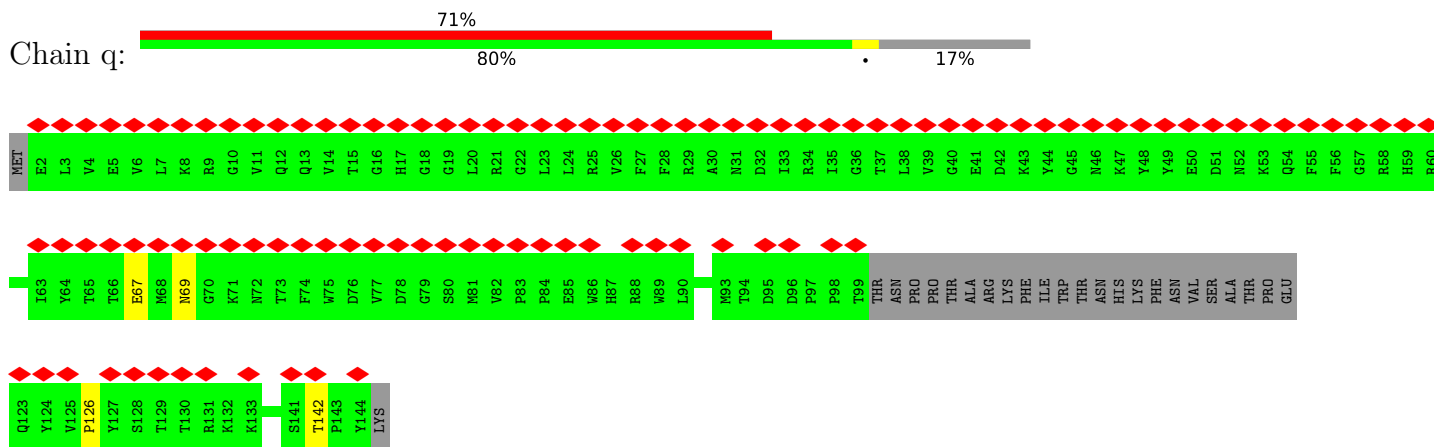 71%
Chain q:
80% • 17%
MET E2 L3 V4 E5 V6 L7 K8 R9 G10 V11 Q12 Q13 V14 T15 G16 H17 G18 G19 L20 R21 G22 L23 L24 R25 V26 F27 F28 R29 A30 N31 D32 I33 R34 I35 G36 T37 L38 V39 G40 E41 D42 K43 Y44 G45 N46 K47 Y48 Y49 E50 D51 N52 K53 Q54 F55 F56 G57 R58 H59 R60
I63 Y64 T65 T66 E67 M68 N69 G70 K71 N72 T73 F74 W75 D76 V77 D78 G79 S80 M81 V82 P83 P84 E85 W86 H87 R88 W89 L90 M93 T94 D95 D96 P97 P98 T99 THR ASN PRO PRO THR ALA ARG LYS PHE ILE TRP THR ASN HIS LYS PHE ASN VAL SER ALA THR PRO GLU
Q123 Y124 V125 P126 Y127 S128 T129 T130 R131 K132 K133 S141 T142 P143 Y144 LYS